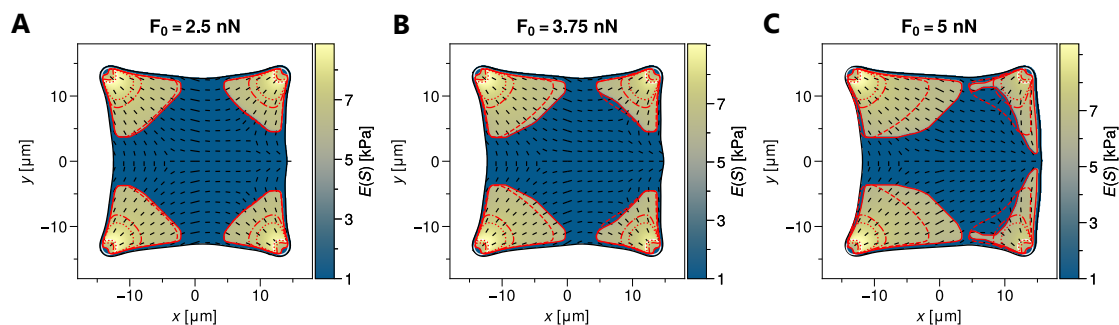 A F₀ = 2.5 nN
B F₀ = 3.75 nN
C F₀ = 5 nN
y [µm]
10
0
−10
−10 0 10
x [µm]
E(S) [kPa]
7
5
3
1
y [µm]
10
0
−10
−10 0 10
x [µm]
E(S) [kPa]
7
5
3
1
y [µm]
10
0
−10
−10 0 10
x [µm]
E(S) [kPa]
7
5
3
1